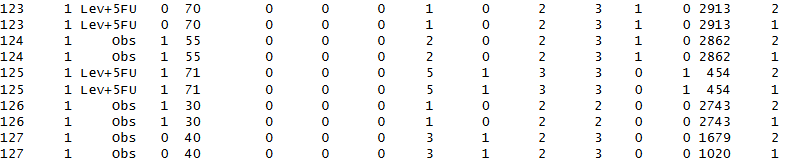 123 1 Lev+5FU 0 70 0 0 0 1 0 2 3 1 0 2913 2
123 1 Lev+5FU 0 70 0 0 0 1 0 2 3 1 0 2913 1
124 1 Obs 1 55 0 0 0 2 0 2 3 1 0 2862 2
124 1 Obs 1 55 0 0 0 2 0 2 3 1 0 2862 1
125 1 Lev+5FU 1 71 0 0 0 5 1 3 3 0 1 454 2
125 1 Lev+5FU 1 71 0 0 0 5 1 3 3 0 1 454 1
126 1 Obs 1 30 0 0 0 1 0 2 2 0 0 2743 2
126 1 Obs 1 30 0 0 0 1 0 2 2 0 0 2743 1
127 1 Obs 0 40 0 0 0 3 1 2 3 0 0 1679 2
127 1 Obs 0 40 0 0 0 3 1 2 3 0 0 1020 1